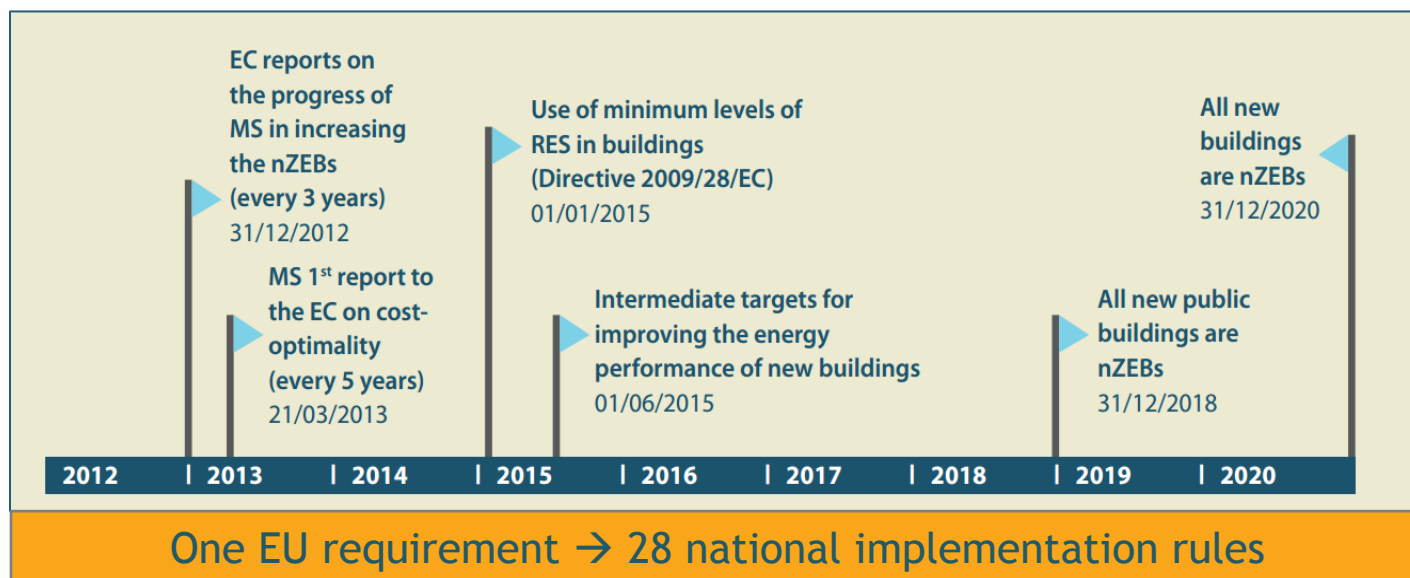 EC reports on
the progress of
MS in increasing
the nZEBs
(every 3 years)
31/12/2012
MS 1st report to
the EC on cost-
optimality
(every 5 years)
21/03/2013
Use of minimum levels of
RES in buildings
(Directive 2009/28/EC)
01/01/2015
Intermediate targets for
improving the energy
performance of new buildings
01/06/2015
All new public
buildings are
nZEBs
31/12/2018
All new
buildings
are nZEBs
31/12/2020
2012 | 2013 | 2014 | 2015 | 2016 | 2017 | 2018 | 2019 | 2020
One EU requirement → 28 national implementation rules